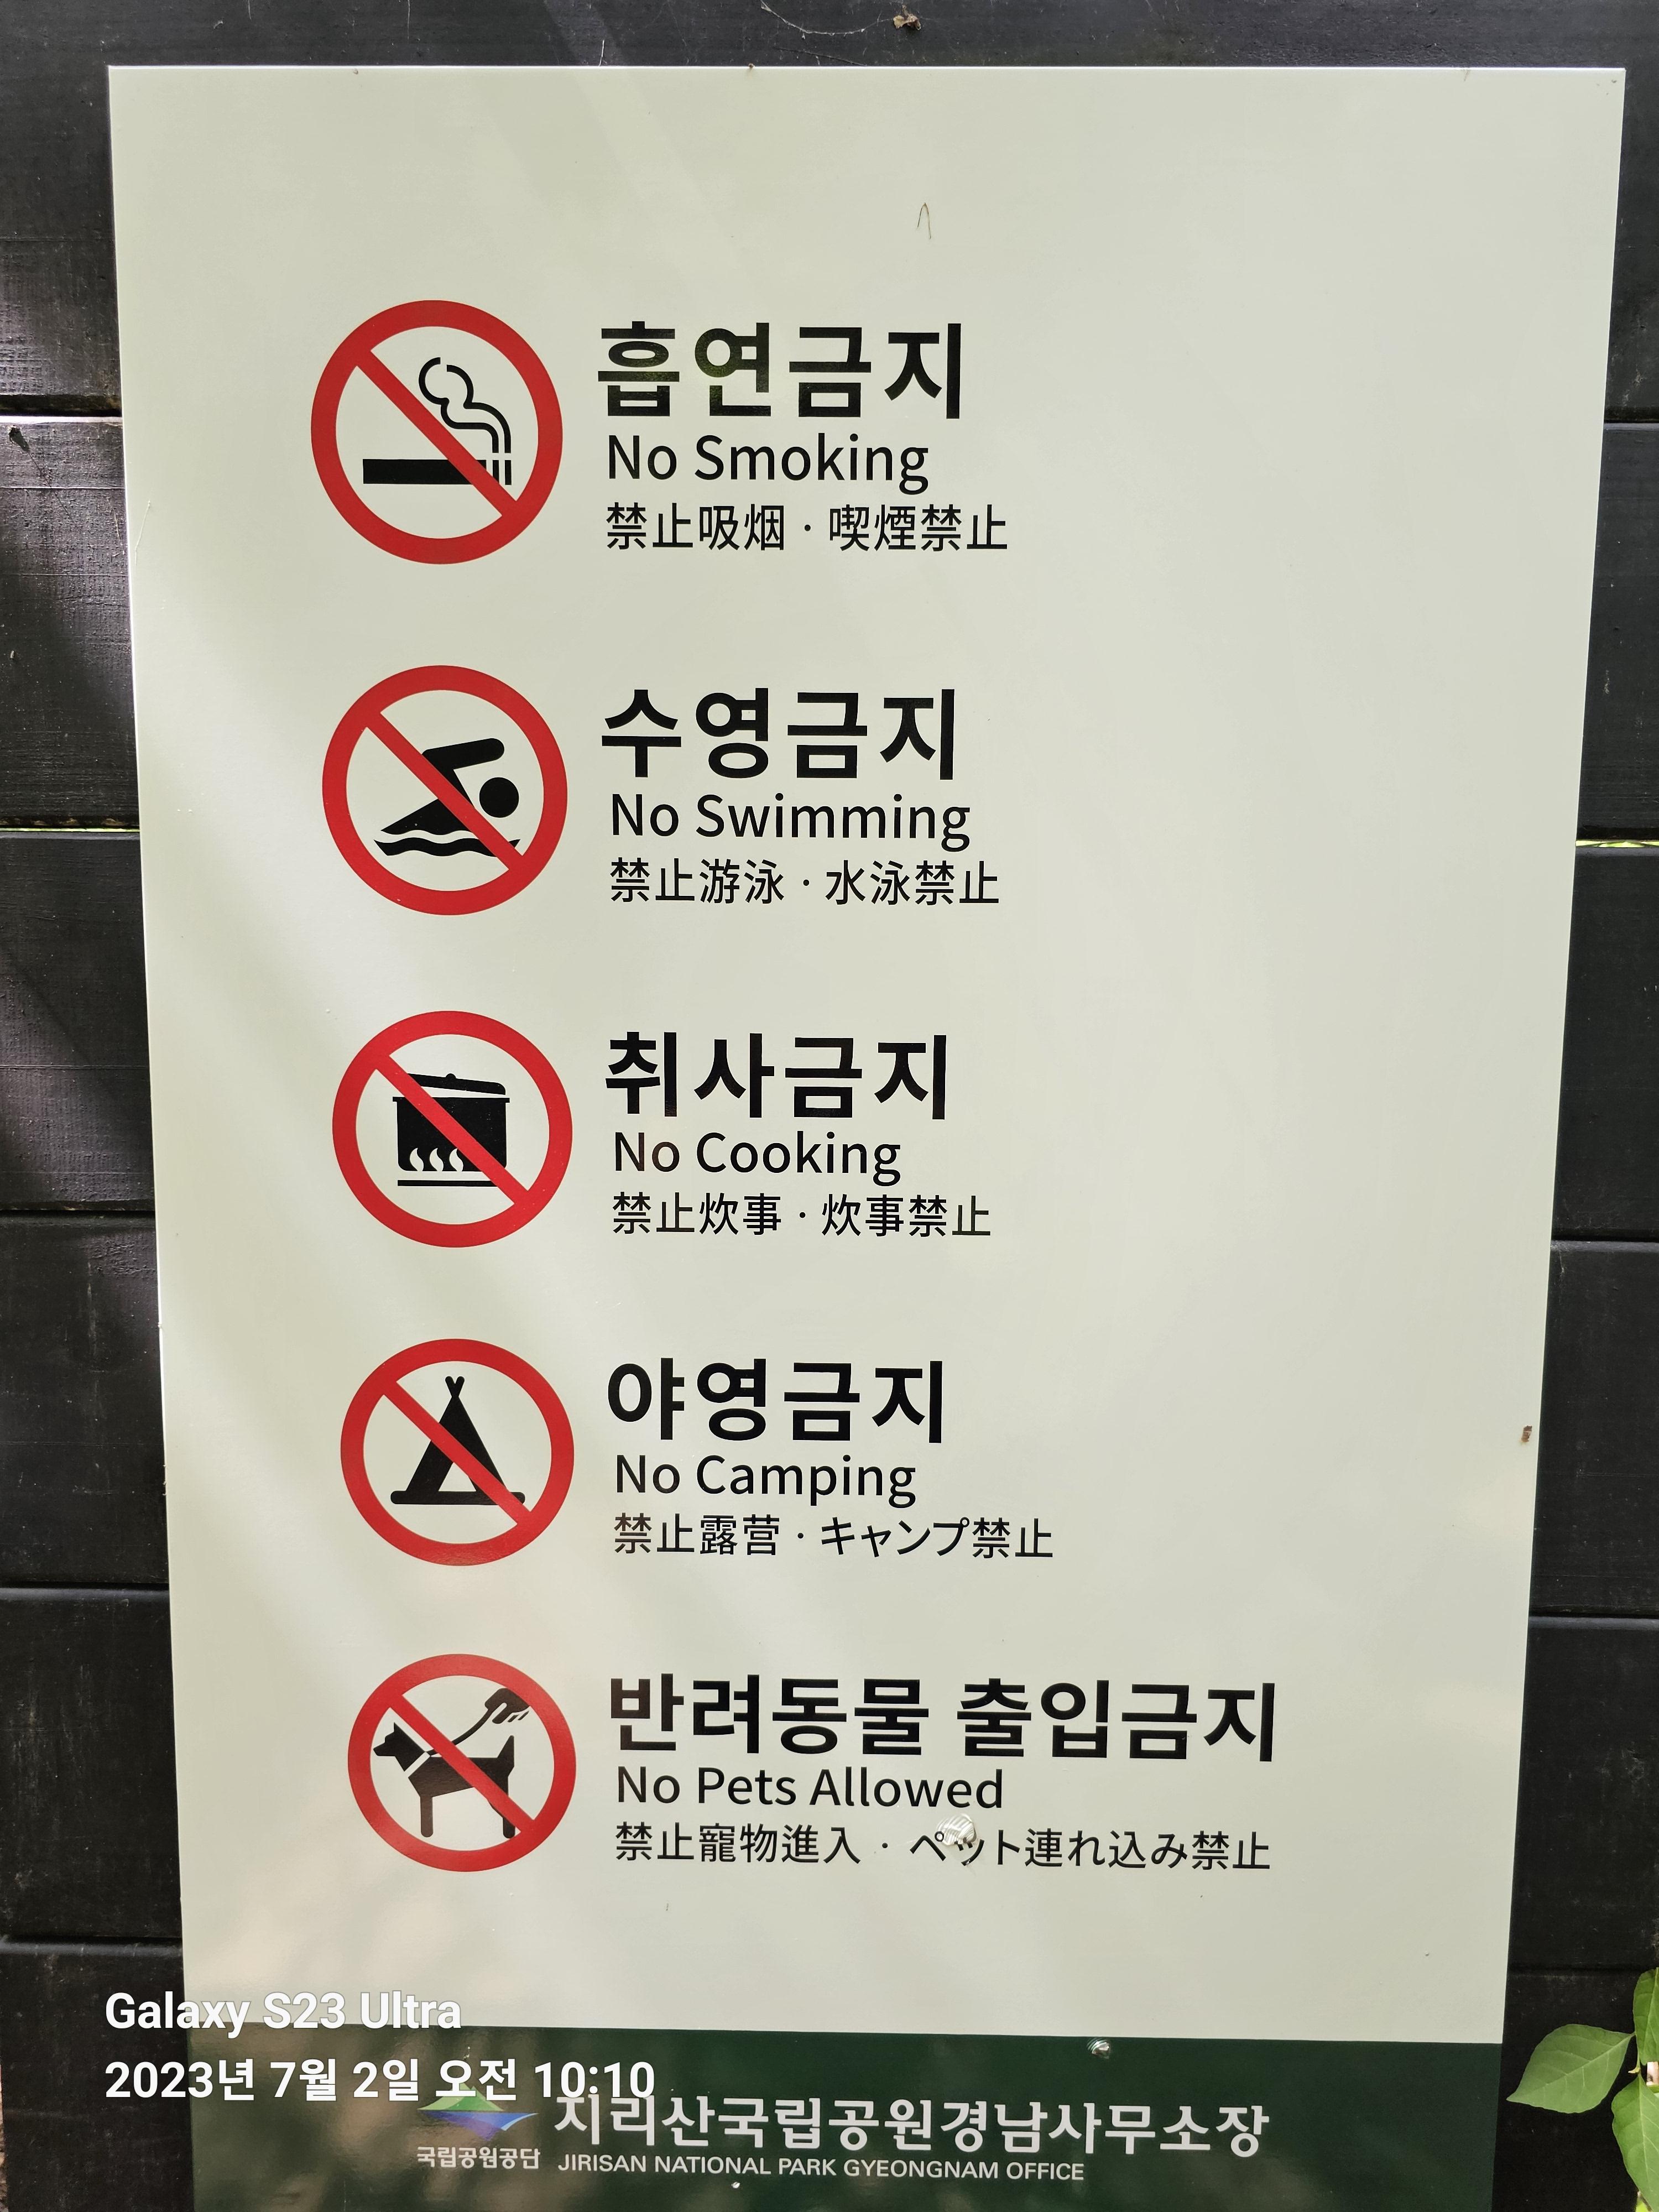 흡연금지
No Smoking
禁止吸烟 · 喫煙禁止
수영금지
No Swimming
禁止游泳 · 水泳禁止
취사금지
No Cooking
禁止炊事 · 炊事禁止
야영금지
No Camping
禁止露营 · キャンプ禁止
반려동물 출입금지
No Pets Allowed
禁止寵物進入 · ペット連れ込み禁止
Galaxy S23 Ultra
2023년 7월 2일 오전 10:10
지리산국립공원경남사무소장
국립공원공단 JIRISAN NATIONAL PARK GYEONGNAM OFFICE